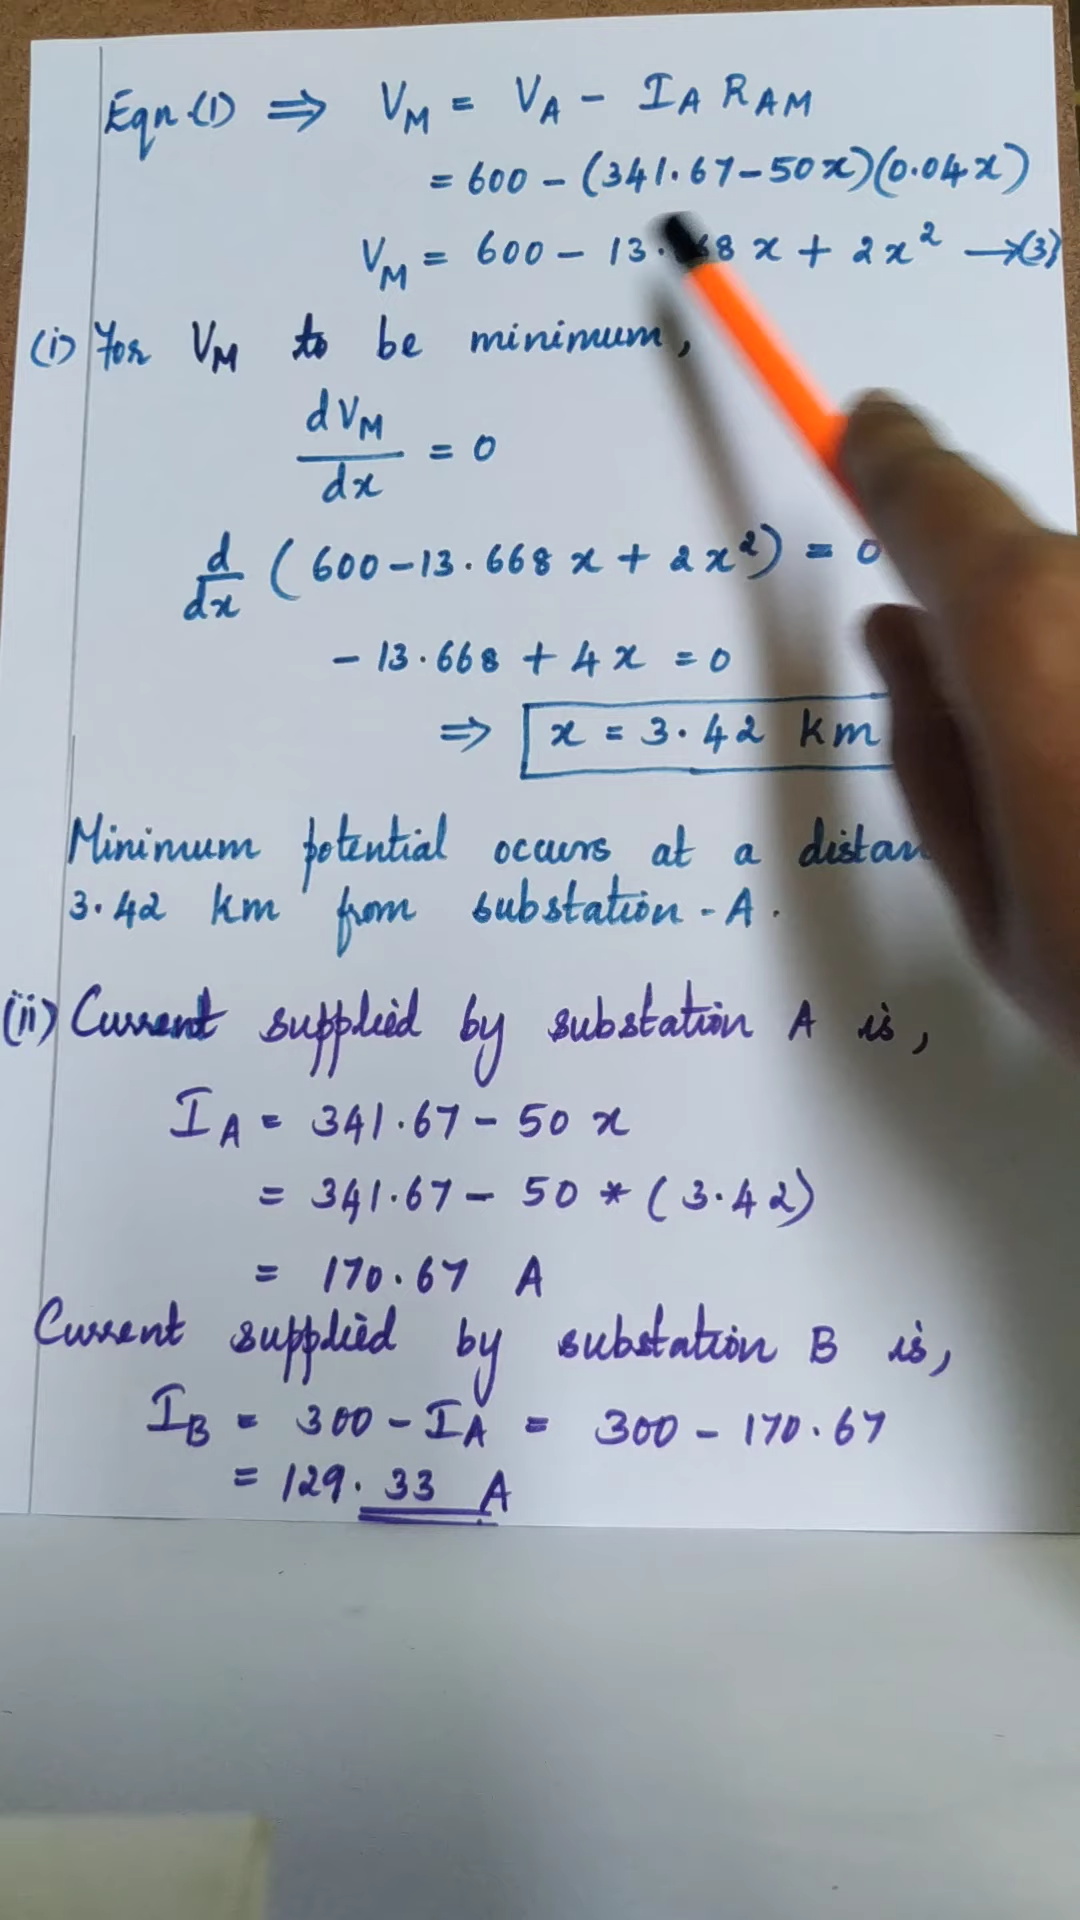 Eqn.(1) ⇒ V_M = V_A - I_A R_AM
= 600 - (341.67-50x)(0.04x)
V_M = 600 - 13. 68x + 2x² →(3)
(i) For V_M to be minimum,
dV_M/dx = 0
d/dx (600-13.668x + 2x²) = 0
-13.668 + 4x = 0
⇒ x = 3.42 km
Minimum potential occurs at a
3.42 km from substation-A.
(ii) Current supplied by substation A is,
I_A = 341.67 - 50x
= 341.67 - 50 * (3.42)
= 170.67 A
Current supplied by substation B is,
I_B = 300 - I_A = 300 - 170.67
= 129.33 A